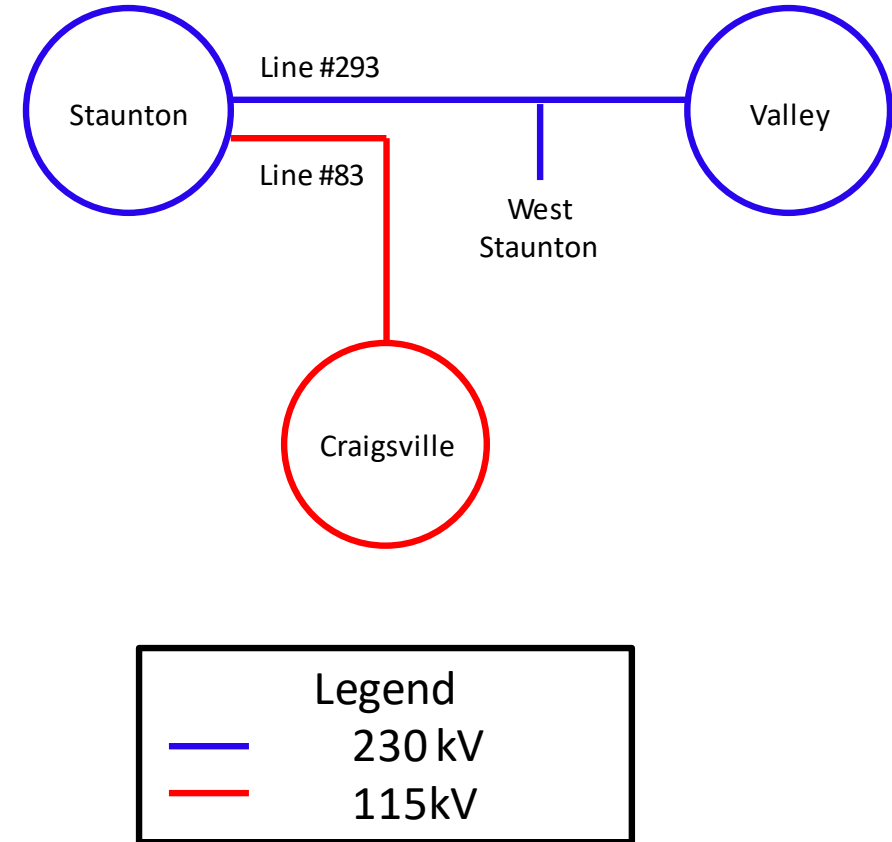 Line #293
Staunton
Valley
Line #83
West
Staunton
Craigsville
Legend
230 kV
115kV